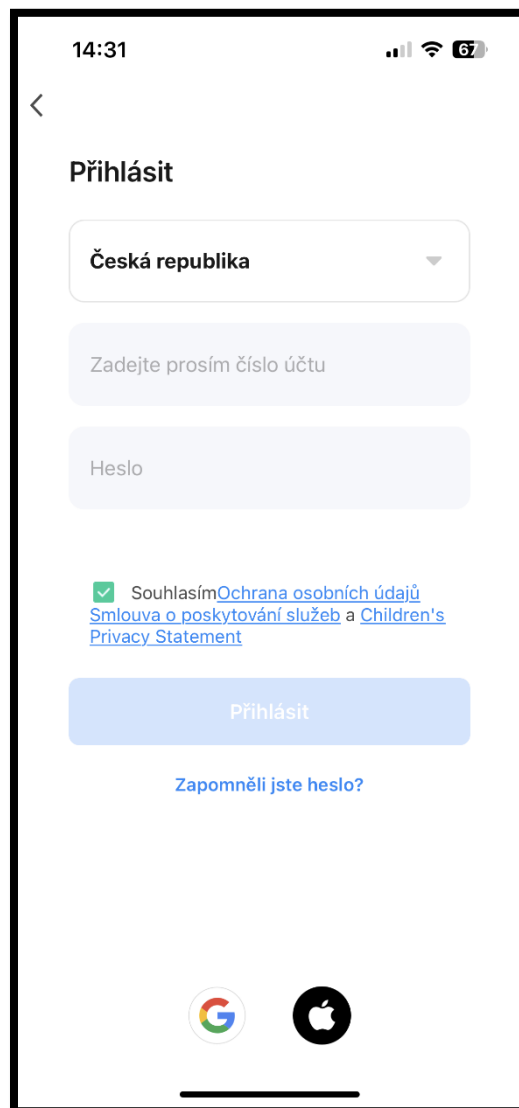 14:31
67
Přihlásit
Česká republika
Zadejte prosím číslo účtu
Heslo
SouhlasímOchrana osobních údajů
Smlouva o poskytování služeb a Children's
Privacy Statement
Přihlásit
Zapomněli jste heslo?